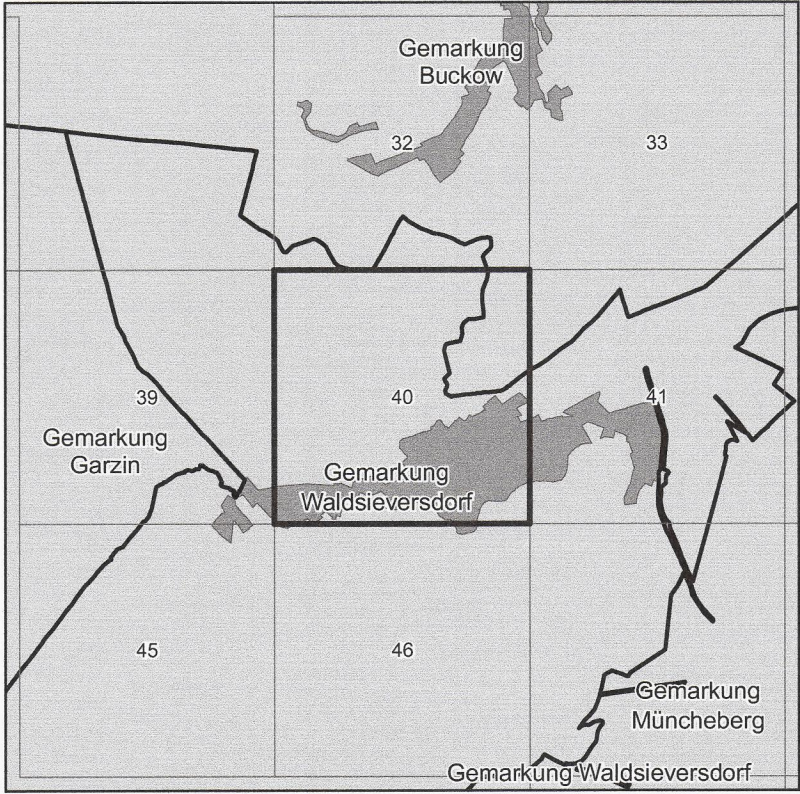 Gemarkung
Buckow
32
33
39
40
41
Gemarkung
Garzin
Gemarkung
Waldsieversdorf
45
46
Gemarkung
Müncheberg
Gemarkung Waldsieversdorf